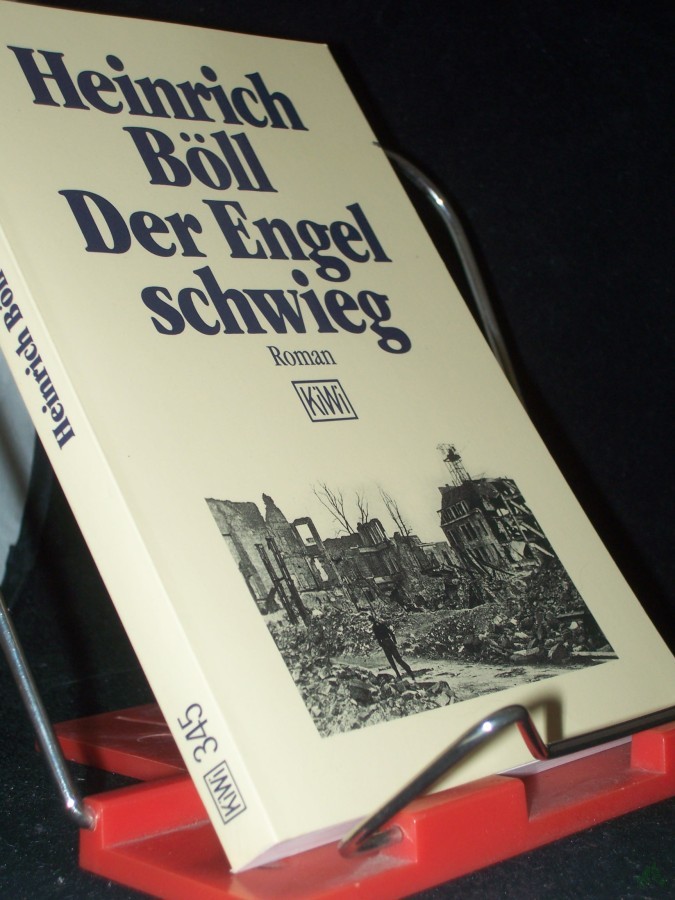 Heinrich
Böll
Der Engel
schwieg
Roman
KiWi
Heinrich Böll
KiWi 345